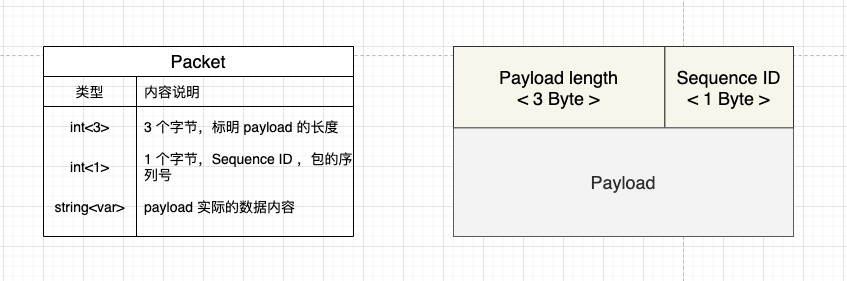 Packet
类型 内容说明
int<3> 3 个字节，标明 payload 的长度
int<1> 1 个字节，Sequence ID ，包的序
列号
string<var> payload 实际的数据内容
Payload length
< 3 Byte >
Sequence ID
< 1 Byte >
Payload